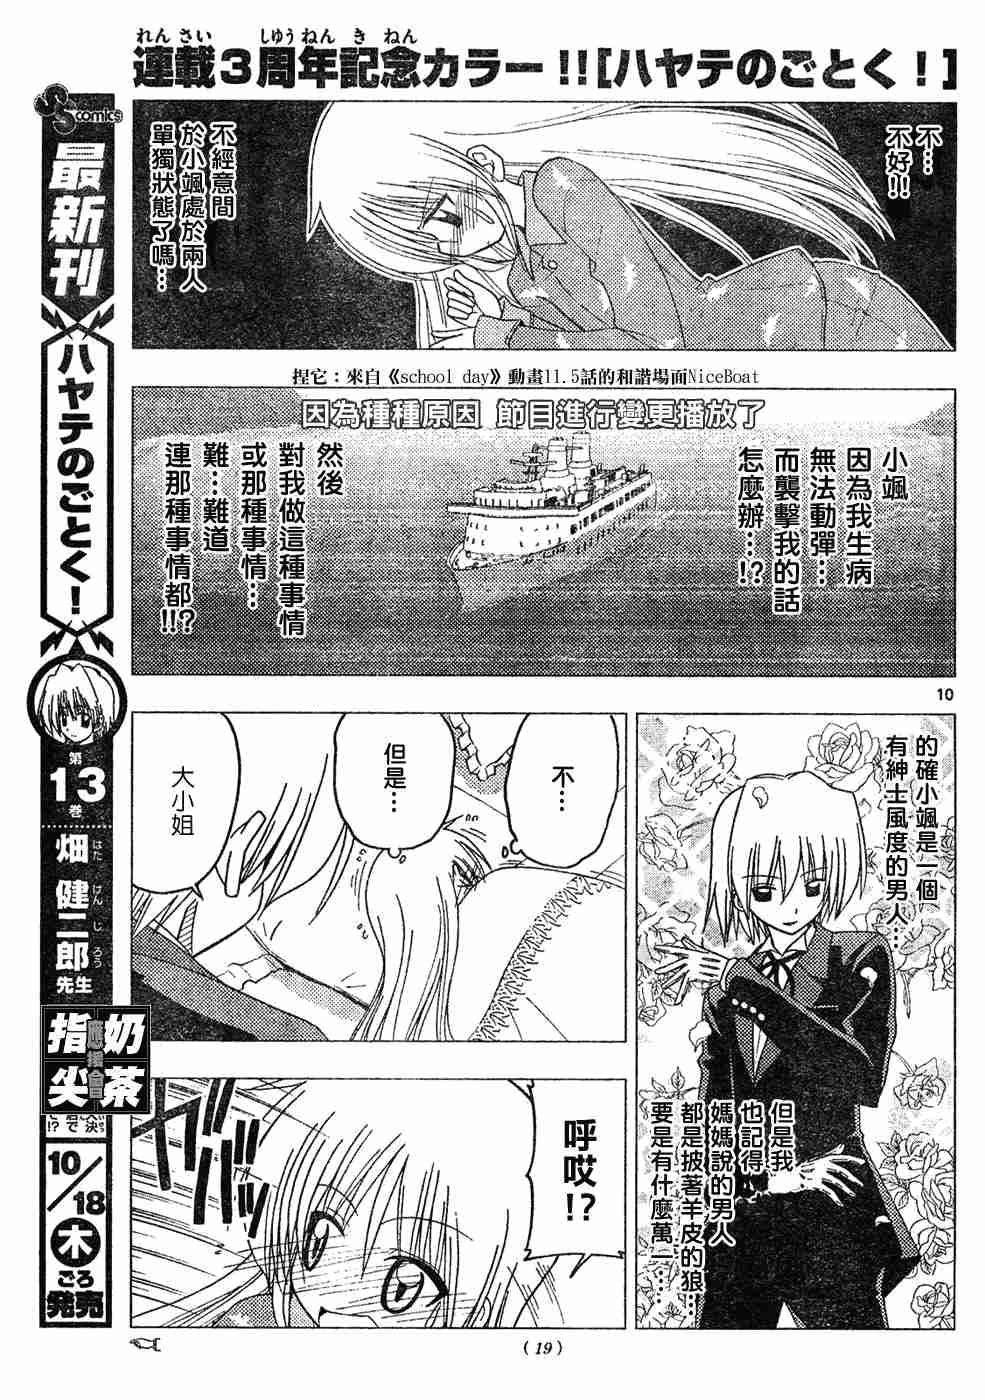 れんさい しゅうねん きねん
連載3周年記念カラー!!【ハヤテのごとく!】
不…
不好!!
不經意間
於小颯處於兩人
單獨狀態了嗎…
捏它：來自《school day》動畫11.5話的和諧場面NiceBoat
因為種種原因 節目進行變更播放了
小颯
因為我生病
無法動彈…
而襲擊我的話
怎麼辦…!?
然後
對我做這種事情
或那種事情…
難…難道
連那種事情都!!?
10
的確小颯是一個
有紳士風度的男人…
但是我
也記得
媽媽說的男人
都是披著羊皮的狼…
要是有什麼萬一……
不…
但是…
大小姐
呼哎!?
SS comics
最新刊
ハヤテのごとく!
第
13
巻
畑 健二郎
はた けんじろう
先生
指尖
奶茶
10/18
木
ごろ
発売
(19)